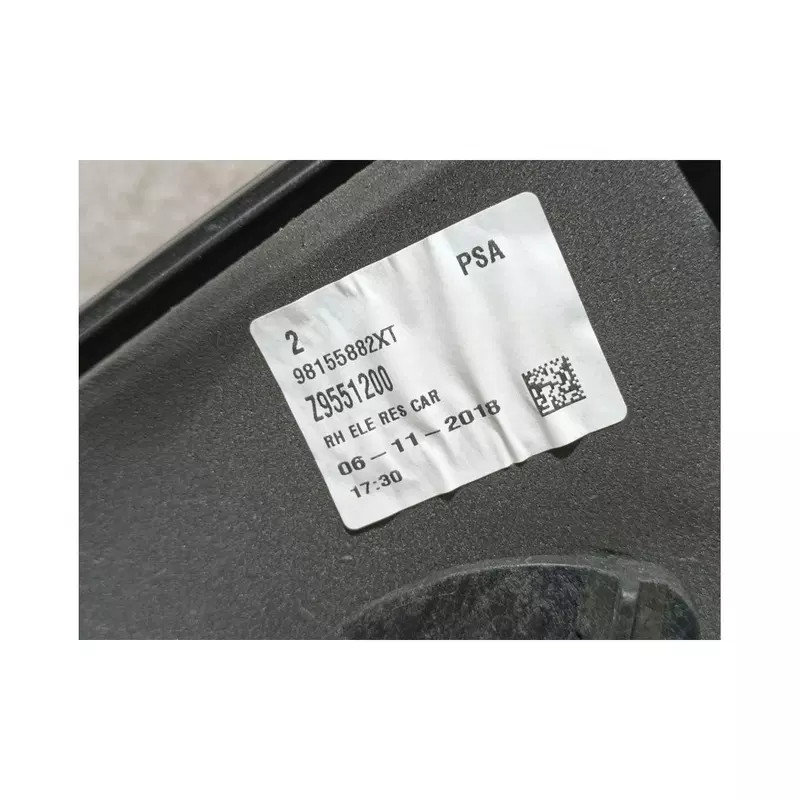 PSA
2
98155882XT
Z9551200
RH ELE RES CAR
06-11-2018
17:30